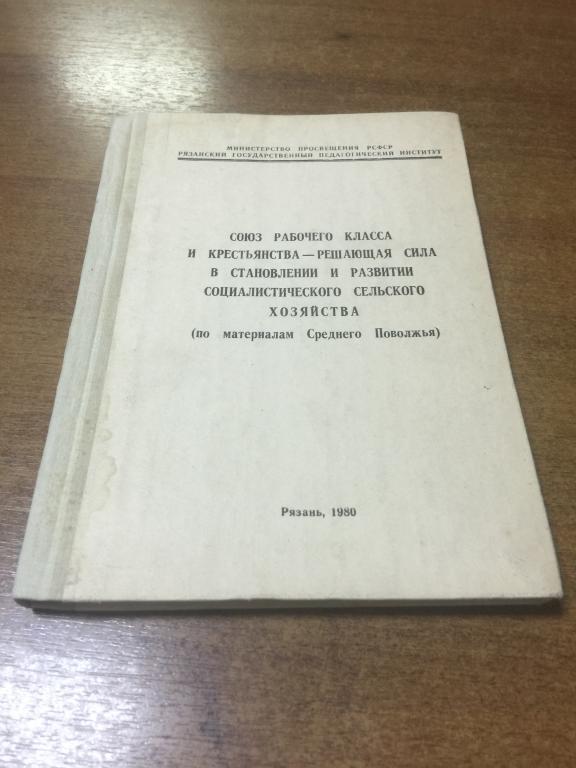 МИНИСТЕРСТВО ПРОСВЕЩЕНИЯ РСФСР
РЯЗАНСКИЙ ГОСУДАРСТВЕННЫЙ ПЕДАГОГИЧЕСКИЙ ИНСТИТУТ
СОЮЗ РАБОЧЕГО КЛАССА
И КРЕСТЬЯНСТВА — РЕШАЮЩАЯ СИЛА
В СТАНОВЛЕНИИ И РАЗВИТИИ
СОЦИАЛИСТИЧЕСКОГО СЕЛЬСКОГО
ХОЗЯЙСТВА
(по материалам Среднего Поволжья)
Рязань, 1980